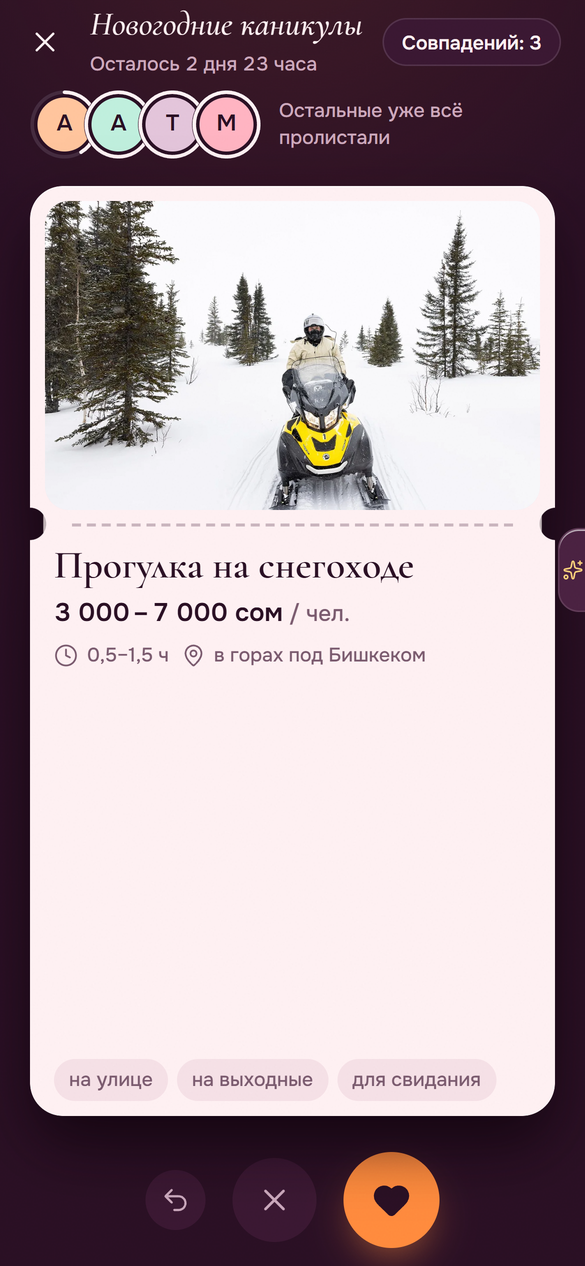 Новогодние каникулы
Осталось 2 дня 23 часа
Совпадений: 3
А А Т М
Остальные уже всё
пролистали
Прогулка на снегоходе
3 000 – 7 000 сом / чел.
0,5–1,5 ч в горах под Бишкеком
на улице на выходные для свидания